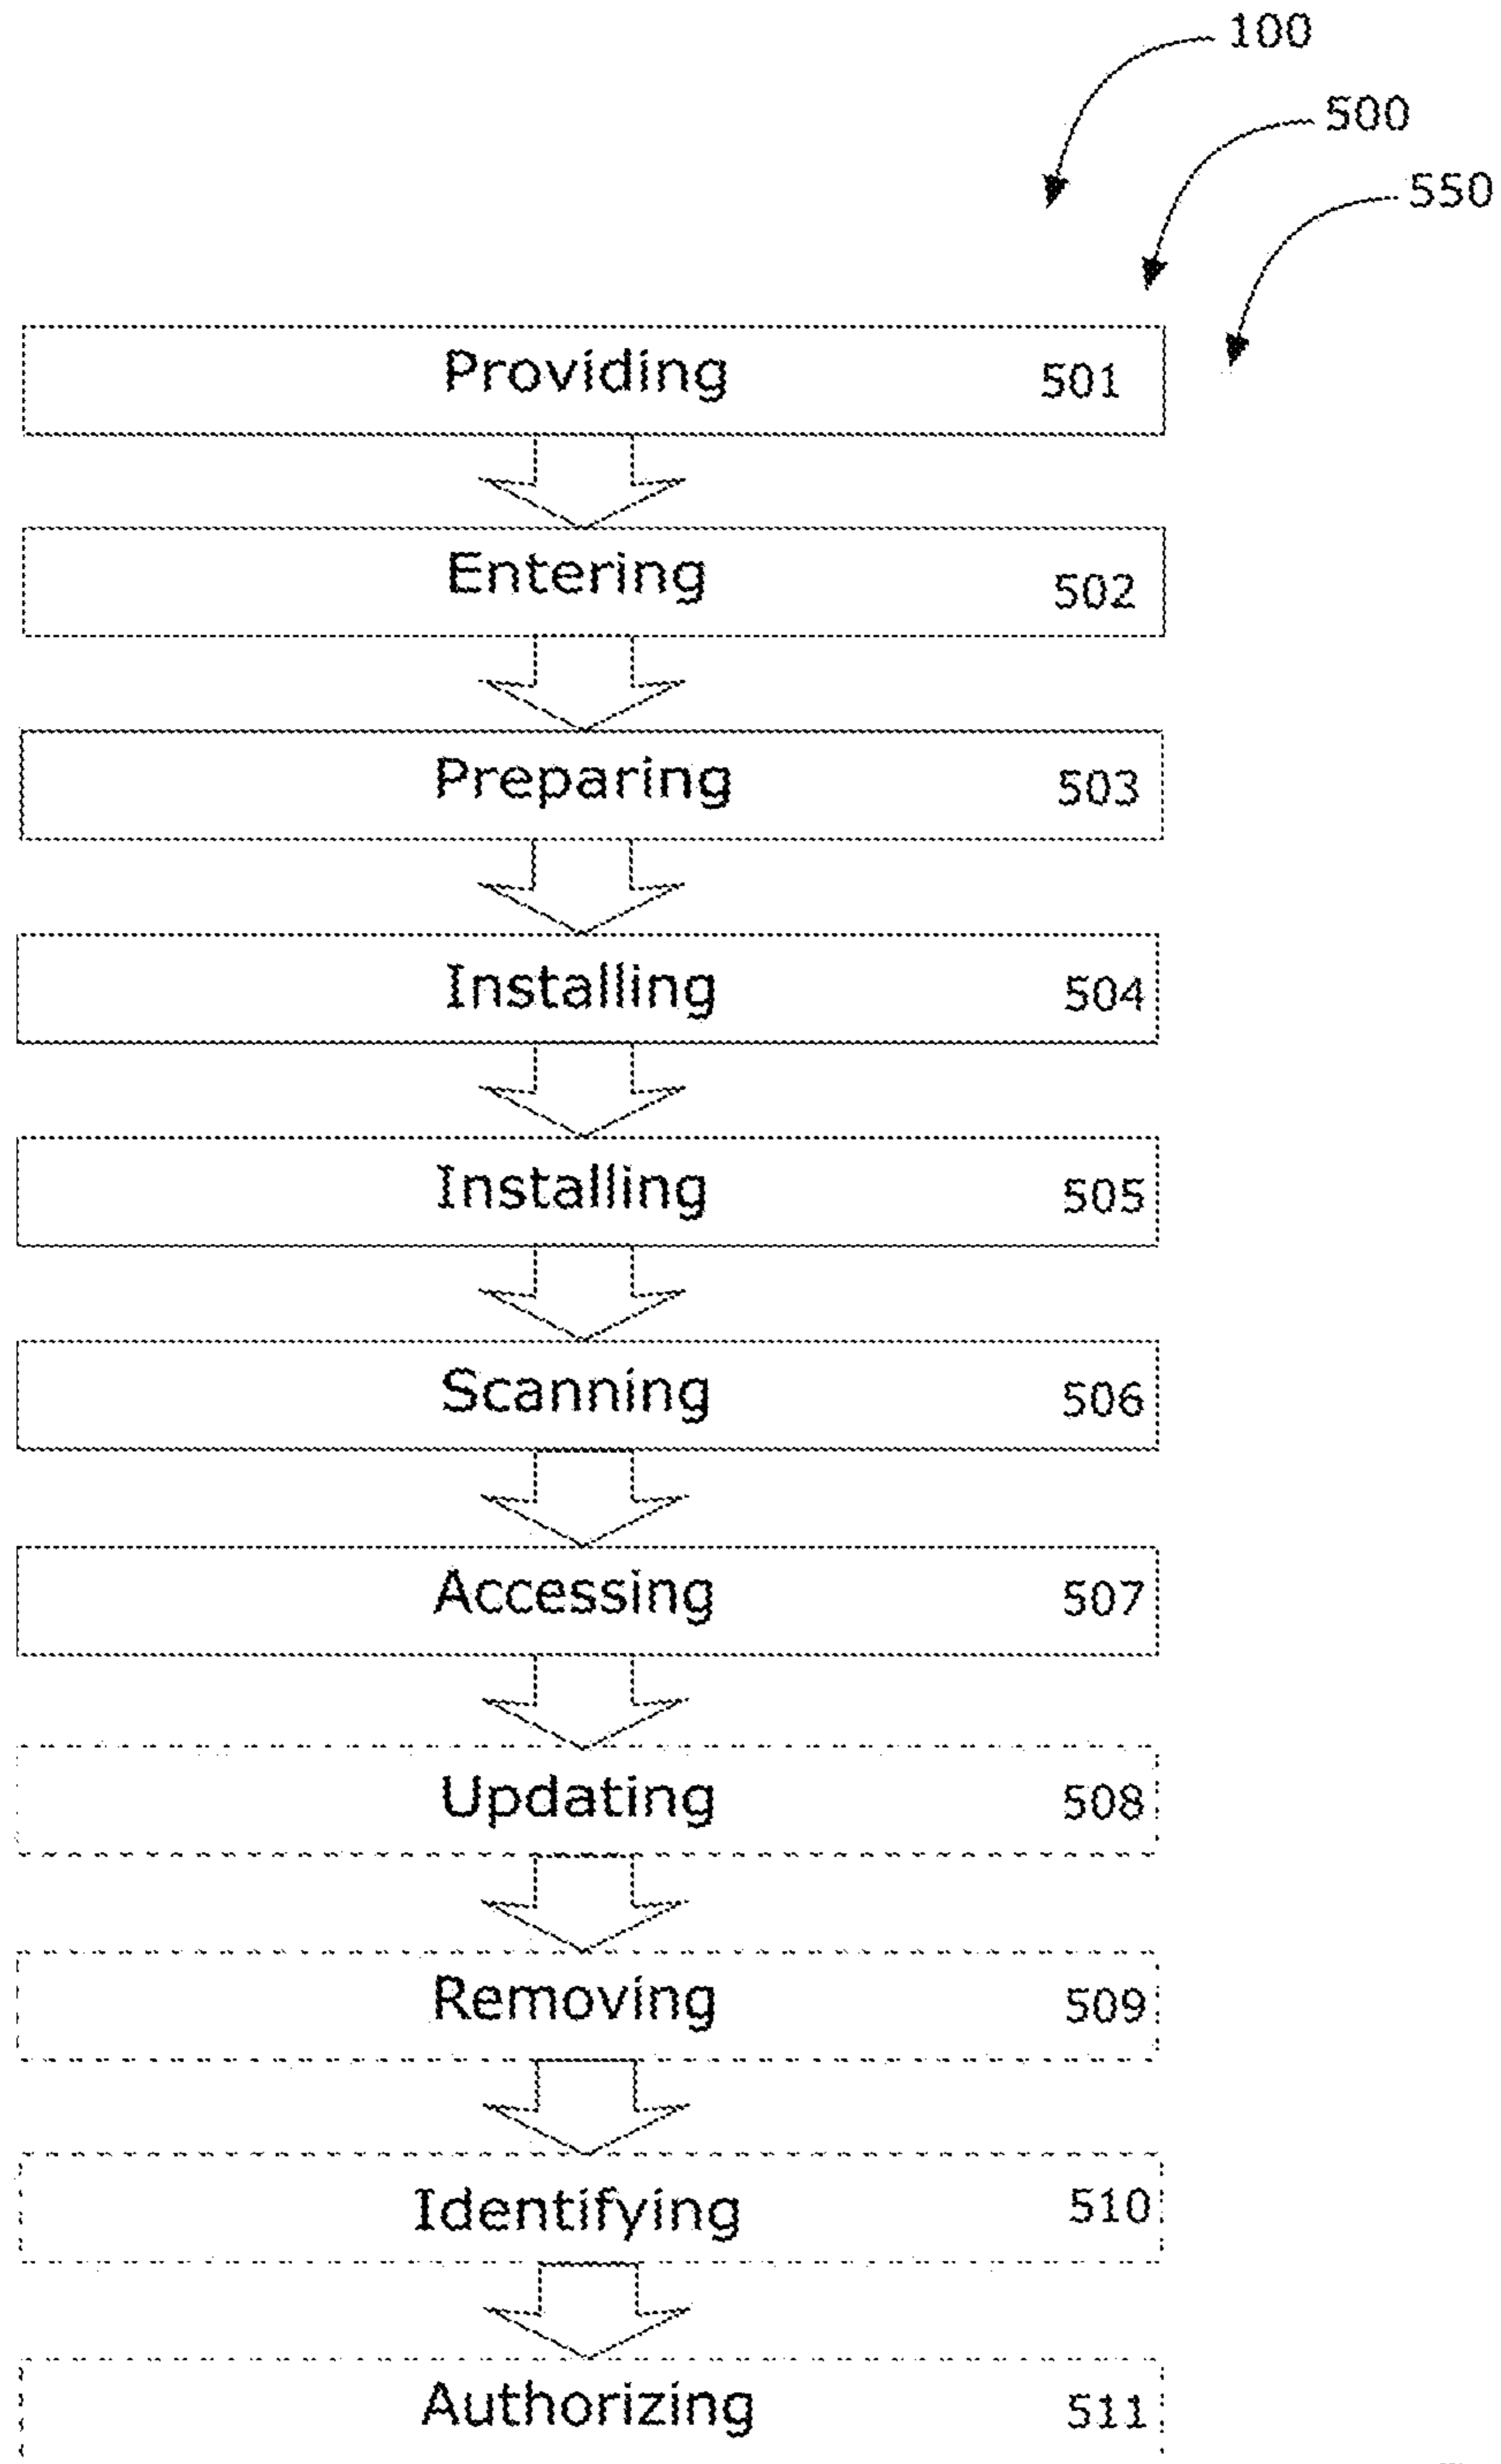 100
500
550
Providing 501
Entering 502
Preparing 503
Installing 504
Installing 505
Scanning 506
Accessing 507
Updating 508
Removing 509
Identifying 510
Authorizing 511